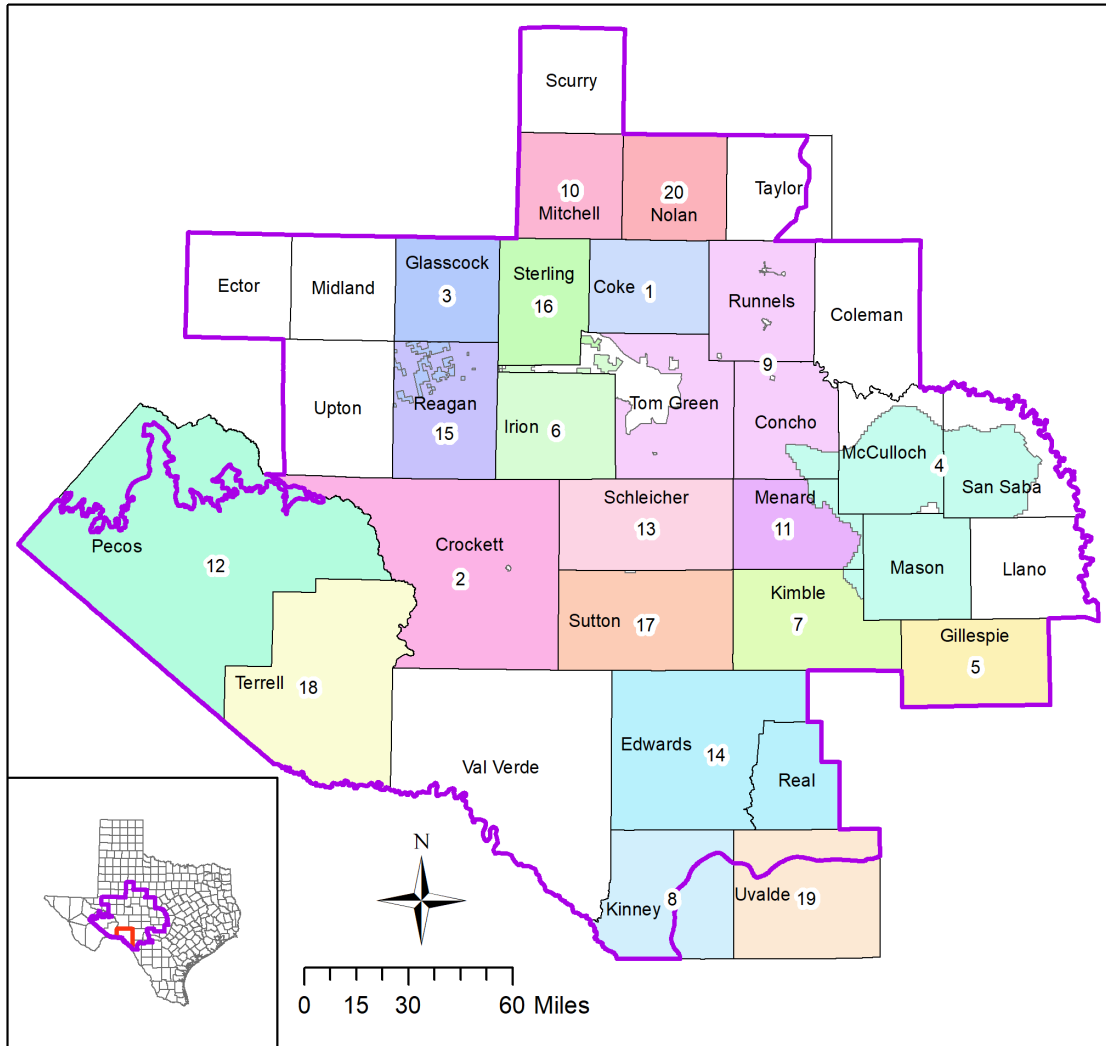 Scurry
10
Mitchell
20
Nolan
Taylor
Ector
Midland
Glasscock
3
Sterling
16
Coke
1
Runnels
Coleman
9
Upton
Reagan
15
Irion
6
Tom Green
Concho
McCulloch
4
San Saba
Pecos
12
Crockett
2
Schleicher
13
Menard
11
Mason
Llano
Terrell
18
Sutton
17
Kimble
7
Gillespie
5
Val Verde
Edwards
14
Real
Kinney
8
Uvalde
19
N
0 15 30 60 Miles